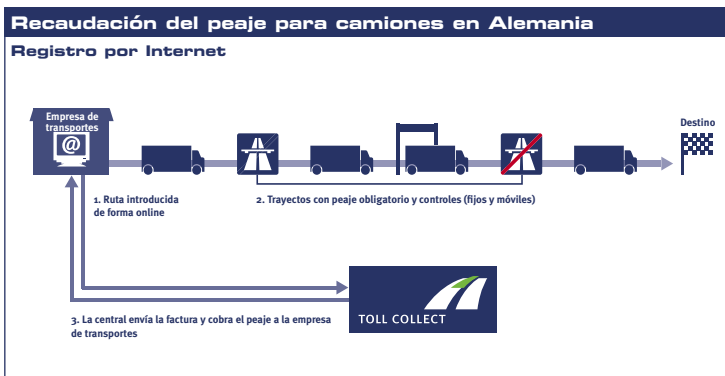 Recaudación del peaje para camiones en Alemania
Registro por Internet
Empresa de
transportes
@
Destino
1. Ruta introducida
de forma online
2. Trayectos con peaje obligatorio y controles (fijos y móviles)
TOLL COLLECT
3. La central envía la factura y cobra el peaje a la empresa
de transportes